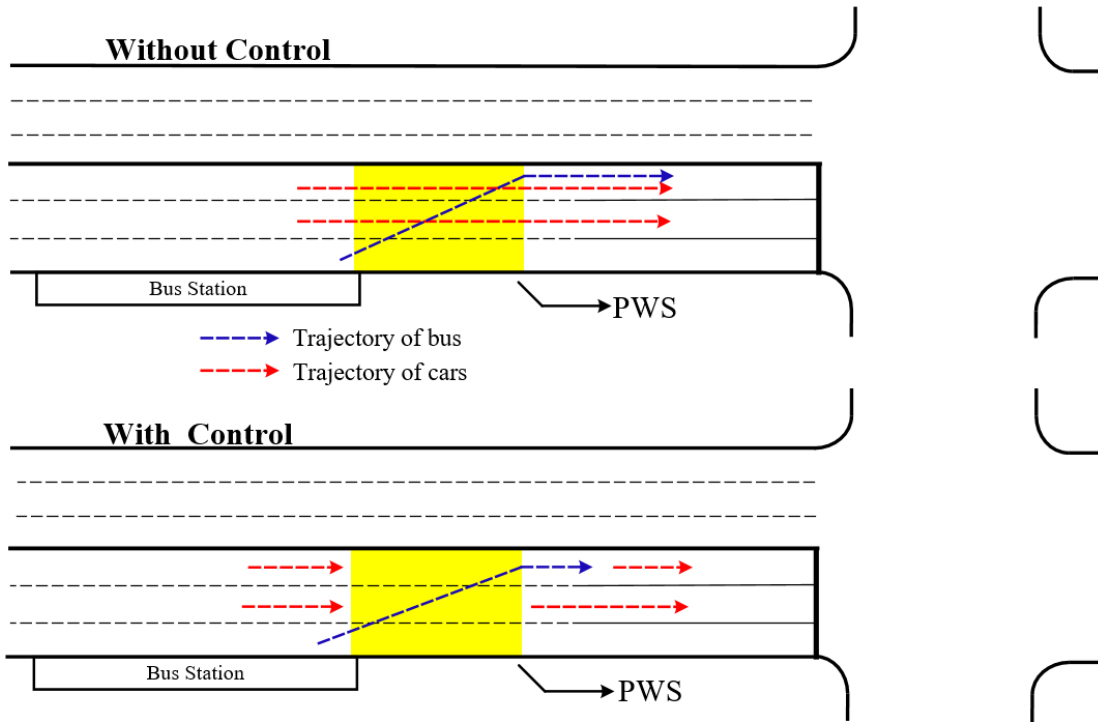 Without Control
Bus Station
PWS
Trajectory of bus
Trajectory of cars
With Control
Bus Station
PWS